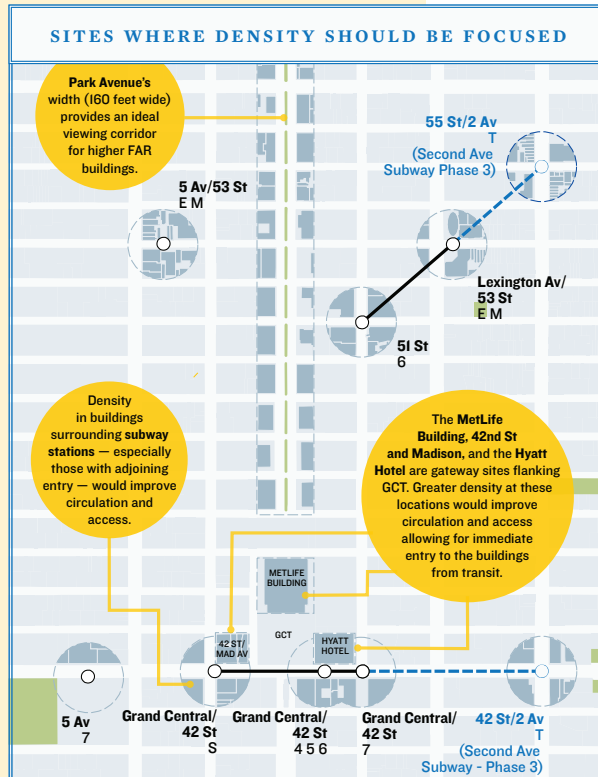 SITES WHERE DENSITY SHOULD BE FOCUSED
Park Avenue's
width (160 feet wide)
provides an ideal
viewing corridor
for higher FAR
buildings.
55 St/2 Av
T
(Second Ave
Subway Phase 3)
5 Av/53 St
E M
Lexington Av/
53 St
E M
51 St
6
Density
in buildings
surrounding subway
stations — especially
those with adjoining
entry — would improve
circulation and
access.
The MetLife
Building, 42nd St
and Madison, and the Hyatt
Hotel are gateway sites flanking
GCT. Greater density at these
locations would improve
circulation and access
allowing for immediate
entry to the buildings
from transit.
METLIFE
BUILDING
GCT
42 ST/
MAD AV
HYATT
HOTEL
5 Av
7
Grand Central/
42 St
S
Grand Central/
42 St
4 5 6
Grand Central/
42 St
7
42 St/2 Av
T
(Second Ave
Subway - Phase 3)